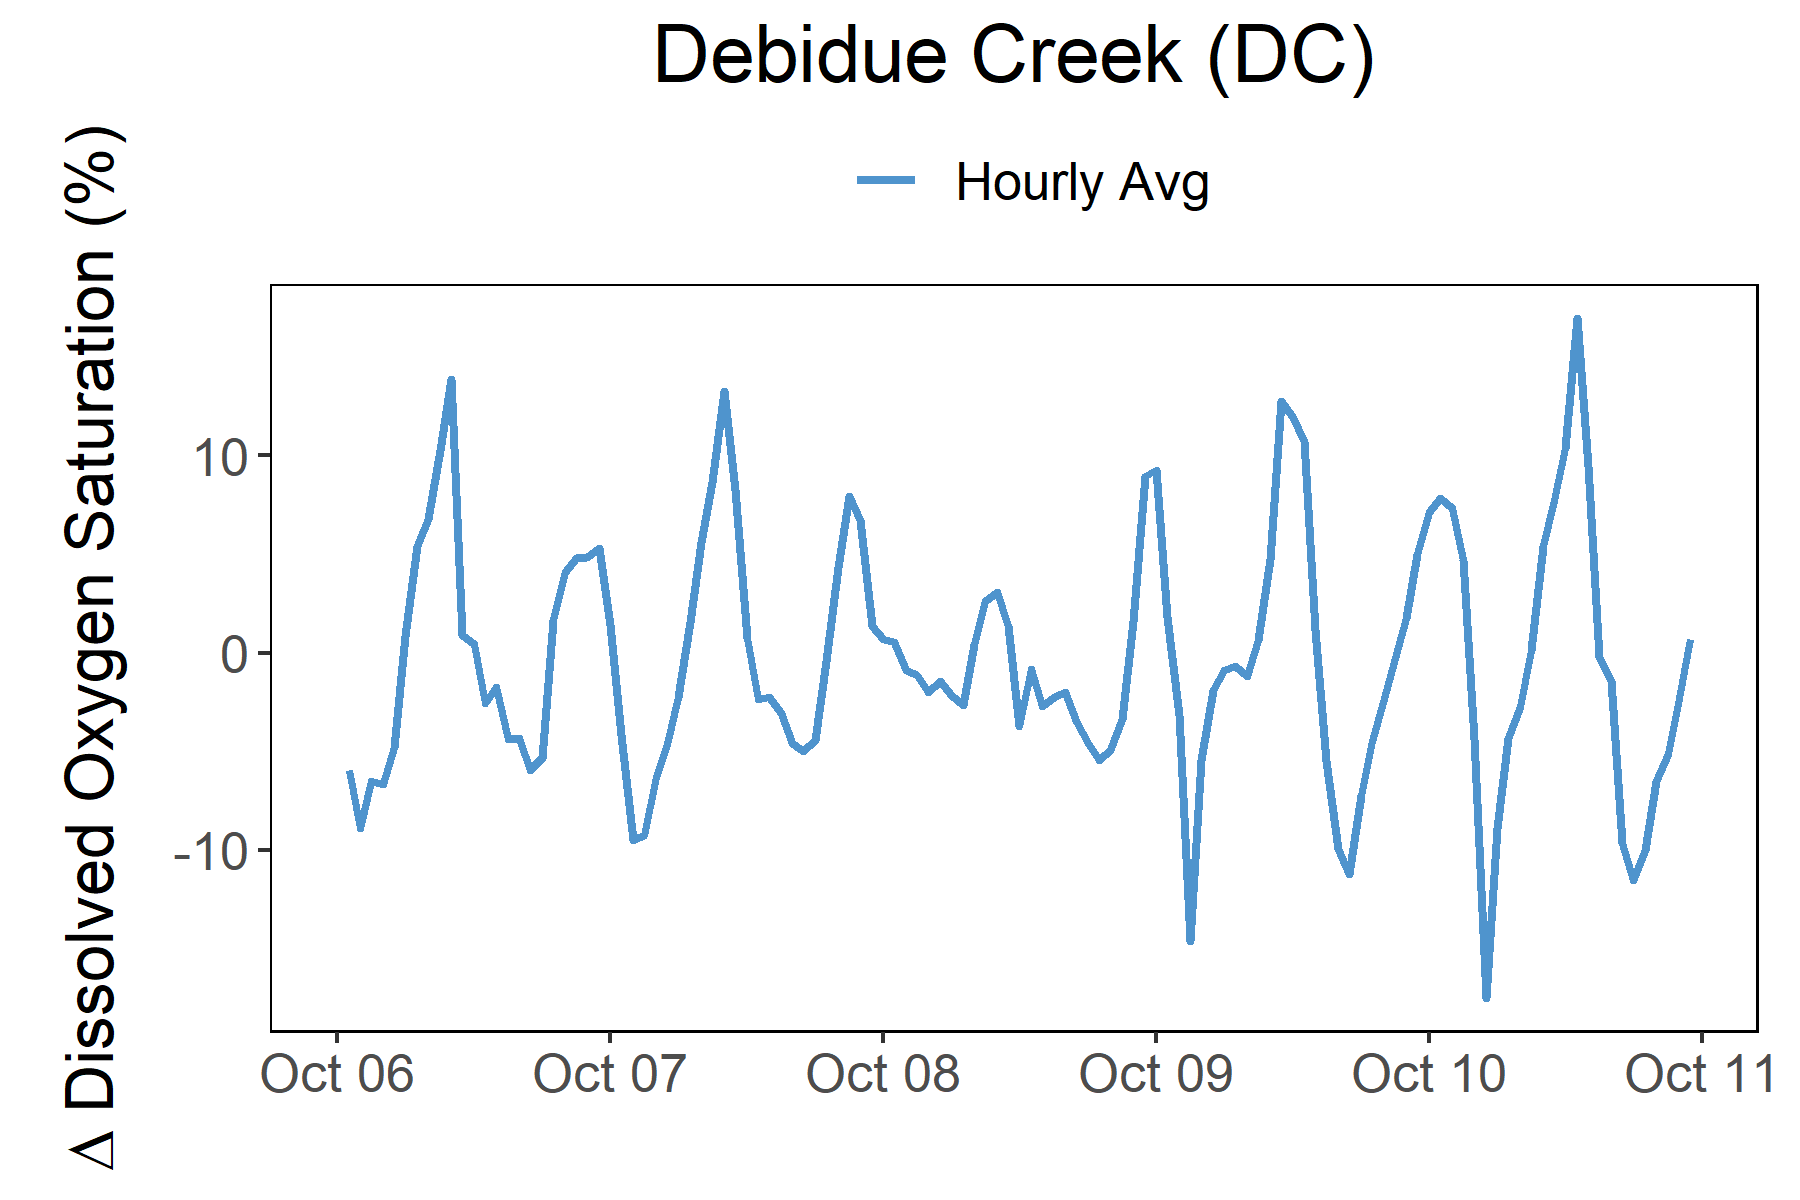 Debidue Creek (DC)
Hourly Avg
Δ Dissolved Oxygen Saturation (%)
10
0
-10
Oct 06 Oct 07 Oct 08 Oct 09 Oct 10 Oct 11